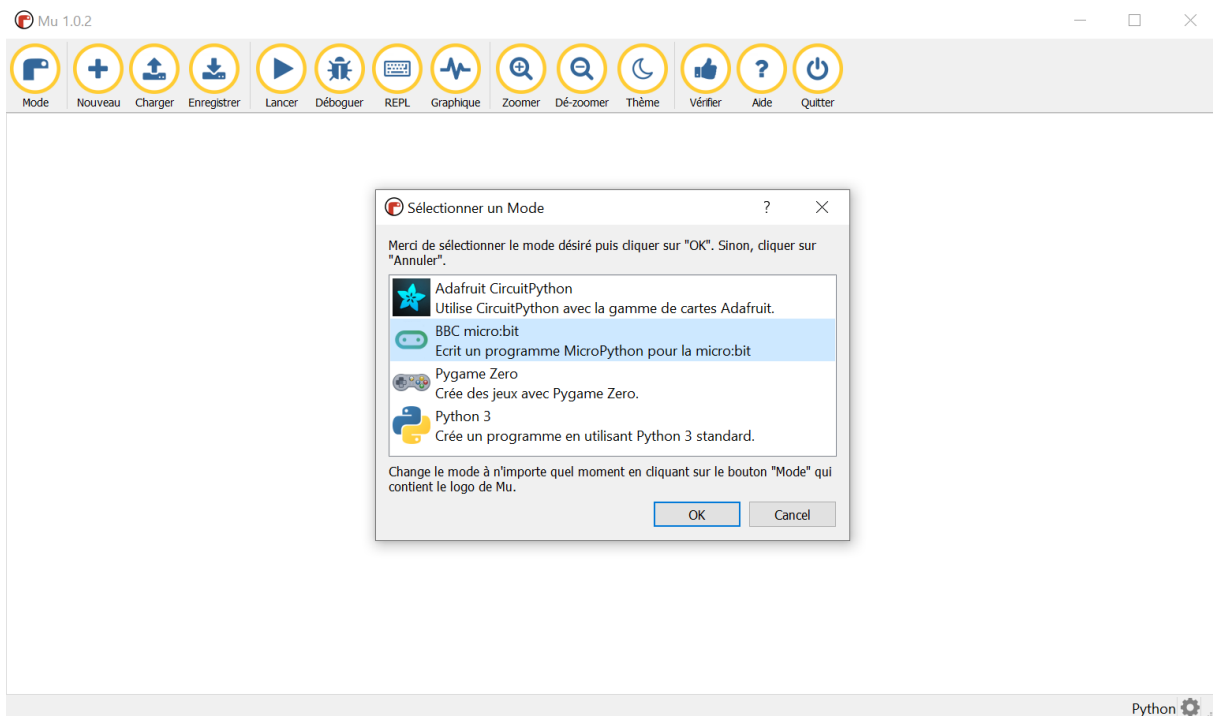 Mu 1.0.2
Mode Nouveau Charger Enregistrer Lancer Déboguer REPL Graphique Zoomer Dé-zoomer Thème Vérifier Aide Quitter
Sélectionner un Mode
Merci de sélectionner le mode désiré puis cliquer sur "OK". Sinon, cliquer sur
"Annuler".
Adafruit CircuitPython
Utilise CircuitPython avec la gamme de cartes Adafruit.
BBC micro:bit
Ecrit un programme MicroPython pour la micro:bit
Pygame Zero
Crée des jeux avec Pygame Zero.
Python 3
Crée un programme en utilisant Python 3 standard.
Change le mode à n'importe quel moment en cliquant sur le bouton "Mode" qui
contient le logo de Mu.
OK Cancel
Python